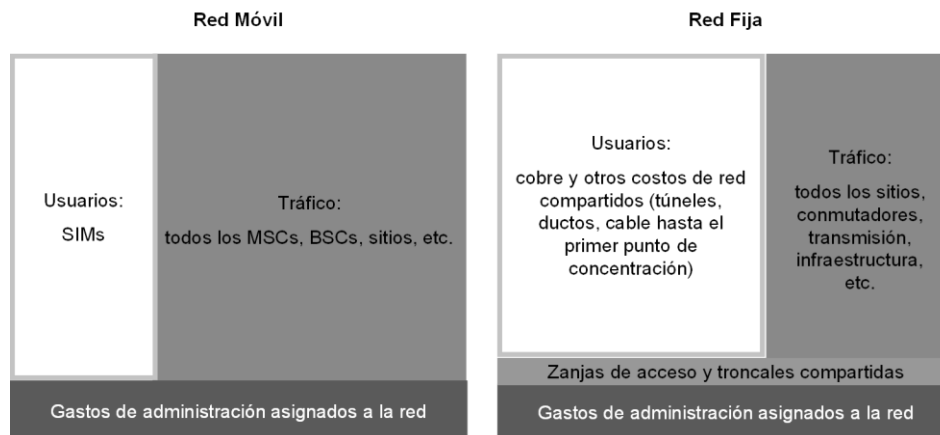 Red Móvil
Usuarios:
SIMs
Tráfico:
todos los MSCs, BSCs, sitios, etc.
Gastos de administración asignados a la red
Red Fija
Usuarios:
cobre y otros costos de red
compartidos (túneles,
ductos, cable hasta el
primer punto de
concentración)
Tráfico:
todos los sitios,
conmutadores,
transmisión,
infraestructura,
etc.
Zanjas de acceso y troncales compartidas
Gastos de administración asignados a la red